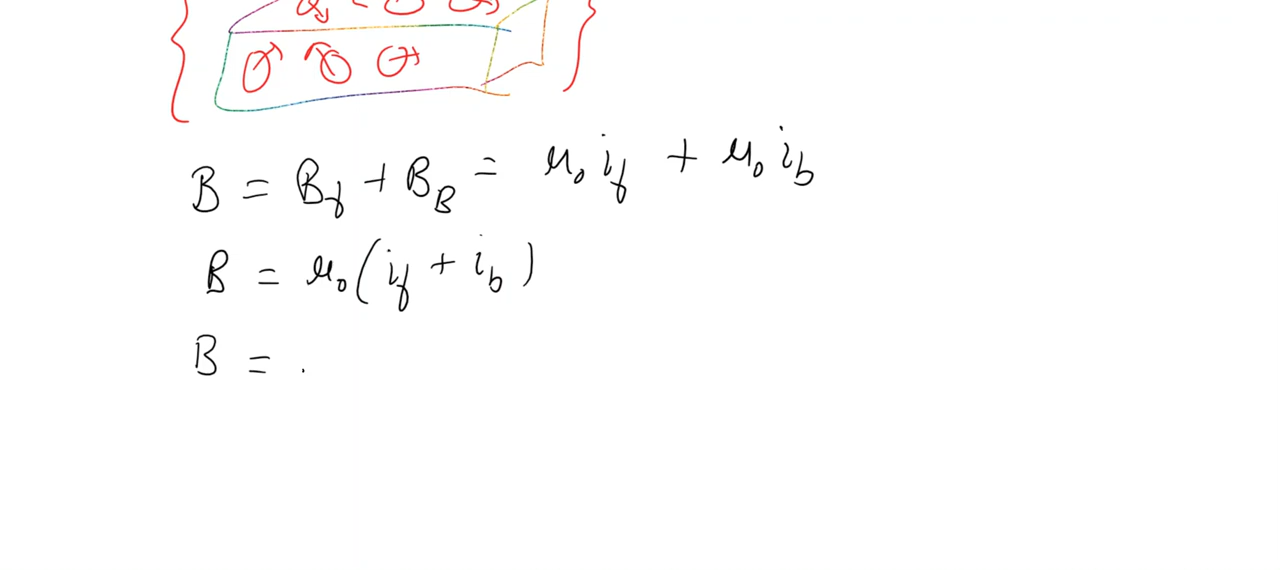 B = B_f + B_B = μ₀ i_f + μ₀ i_b
B = μ₀ (i_f + i_b)
B = .